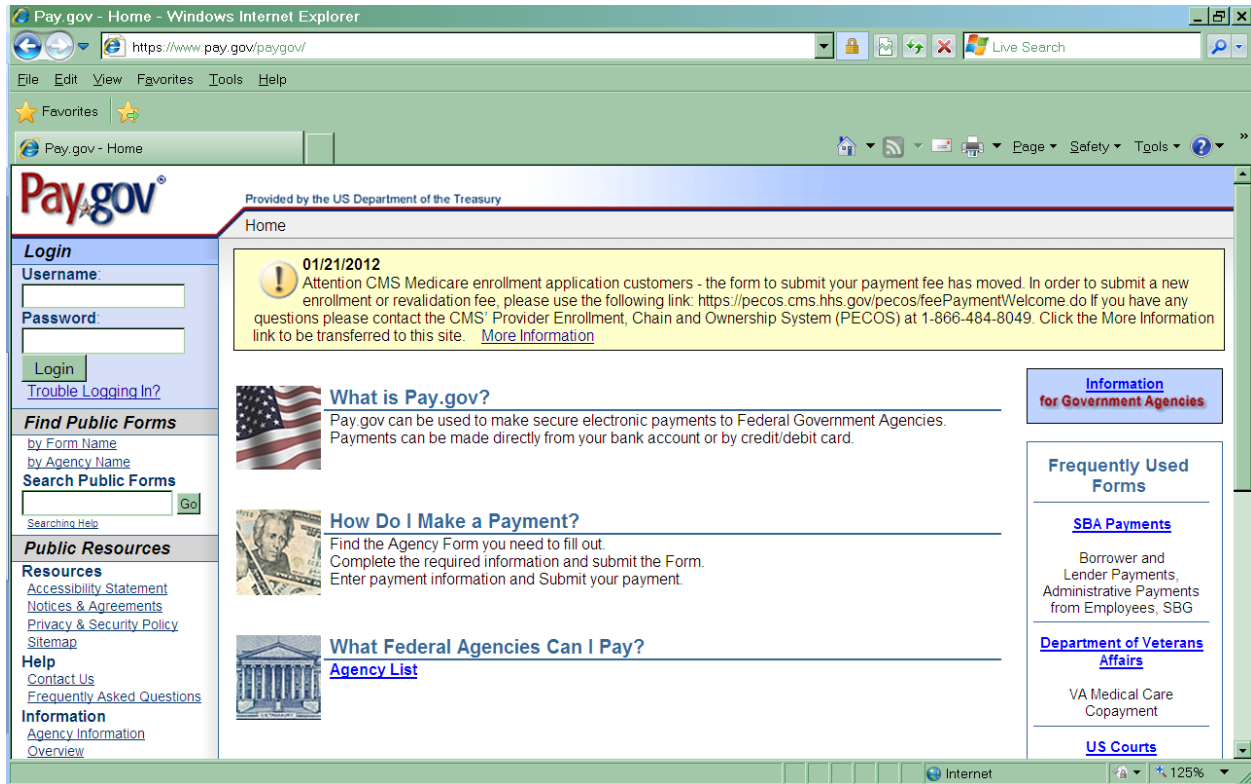 Pay.gov - Home - Windows Internet Explorer
https://www.pay.gov/paygov/
Live Search
File Edit View Favorites Tools Help
Favorites
Pay.gov - Home
Page Safety Tools
Pay.gov®
Provided by the US Department of the Treasury
Home
Login
Username:
Password:
Login
Trouble Logging In?
Find Public Forms
by Form Name
by Agency Name
Search Public Forms
Go
Searching Help
Public Resources
Resources
Accessibility Statement
Notices & Agreements
Privacy & Security Policy
Sitemap
Help
Contact Us
Frequently Asked Questions
Information
Agency Information
Overview
01/21/2012
Attention CMS Medicare enrollment application customers - the form to submit your payment fee has moved. In order to submit a new
enrollment or revalidation fee, please use the following link: https://pecos.cms.hhs.gov/pecos/feePaymentWelcome.do If you have any
questions please contact the CMS' Provider Enrollment, Chain and Ownership System (PECOS) at 1-866-484-8049. Click the More Information
link to be transferred to this site. More Information
What is Pay.gov?
Pay.gov can be used to make secure electronic payments to Federal Government Agencies.
Payments can be made directly from your bank account or by credit/debit card.
How Do I Make a Payment?
Find the Agency Form you need to fill out.
Complete the required information and submit the Form.
Enter payment information and Submit your payment.
What Federal Agencies Can I Pay?
Agency List
Information
for Government Agencies
Frequently Used
Forms
SBA Payments
Borrower and
Lender Payments,
Administrative Payments
from Employees, SBG
Department of Veterans
Affairs
VA Medical Care
Copayment
US Courts
Internet
125%